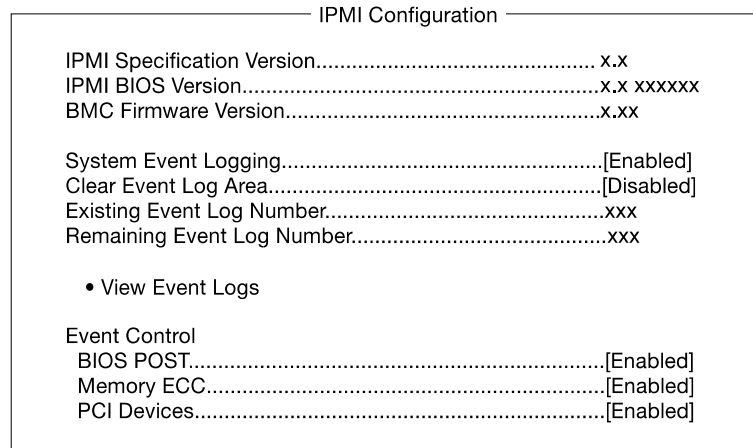 IPMI Configuration
IPMI Specification Version............................................... x.x
IPMI BIOS Version............................................................x.x xxxxxx
BMC Firmware Version.....................................................x.xx
System Event Logging......................................................[Enabled]
Clear Event Log Area........................................................[Disabled]
Existing Event Log Number...............................................xxx
Remaining Event Log Number...........................................xxx
• View Event Logs
Event Control
BIOS POST......................................................................[Enabled]
Memory ECC...................................................................[Enabled]
PCI Devices.....................................................................[Enabled]